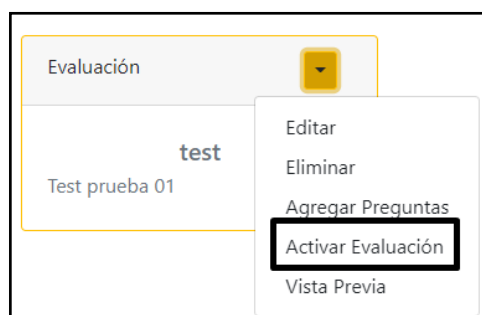 Evaluación
test
Test prueba 01
Editar
Eliminar
Agregar Preguntas
Activar Evaluación
Vista Previa